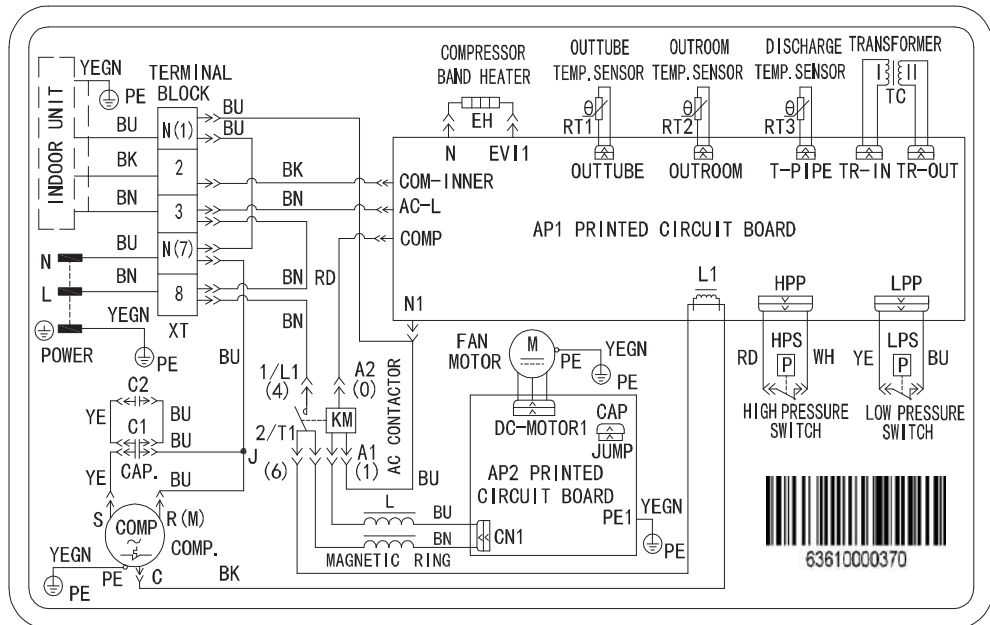 YEGN
PE
INDOOR UNIT
BU
BK
BN
TERMINAL
BLOCK
N(1)
2
3
N(7)
8
XT
BU
BU
BK
BN
BN
RD
BN
N
BU
L
BN
YEGN
POWER
PE
COMPRESSOR
BAND HEATER
EH
N
EVI1
OUTTUBE
TEMP.SENSOR
θ
RT1
OUTTUBE
OUTROOM
TEMP.SENSOR
θ
RT2
OUTROOM
DISCHARGE
TEMP.SENSOR
θ
RT3
T-PIPE
TRANSFORMER
I
II
TC
TR-IN
TR-OUT
COM-INNER
AC-L
COMP
AP1 PRINTED CIRCUIT BOARD
N1
L1
HPP
HPS
P
RD
WH
HIGH PRESSURE
SWITCH
LPP
LPS
P
YE
BU
LOW PRESSURE
SWITCH
FAN
MOTOR
M
PE
YEGN
PE
DC-MOTOR1
CAP
JUMP
AP2 PRINTED
CIRCUIT BOARD
PE1
YEGN
PE
CN1
BU
1/L1
(4)
A2
(0)
KM
2/T1
(6)
A1
(1)
AC CONTACTOR
BU
L
BU
BN
MAGNETIC RING
C2
YE
BU
C1
BU
CAP.
J
YE
BU
S
R(M)
COMP
COMP.
YEGN
PE
PE
C
BK
63610000370